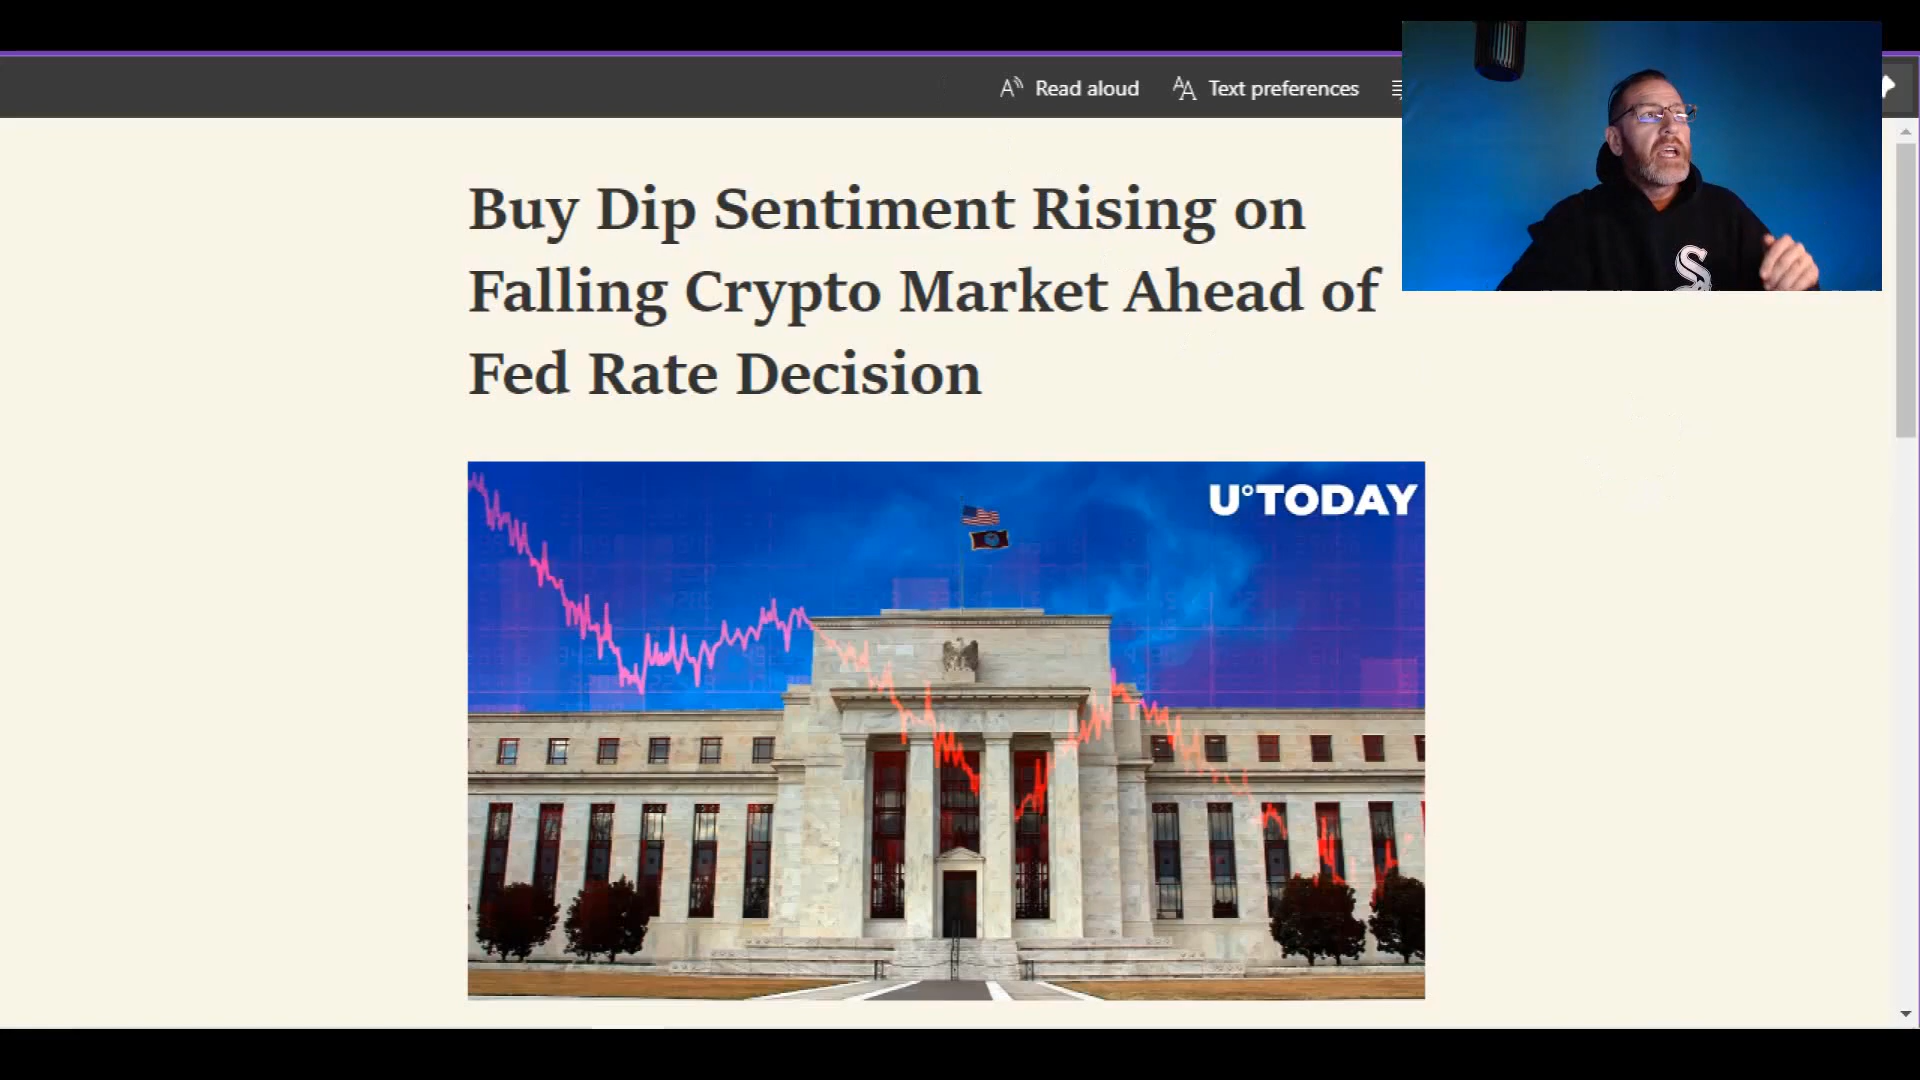 Read aloud
Text preferences
Buy Dip Sentiment Rising on
Falling Crypto Market Ahead of
Fed Rate Decision
U°TODAY